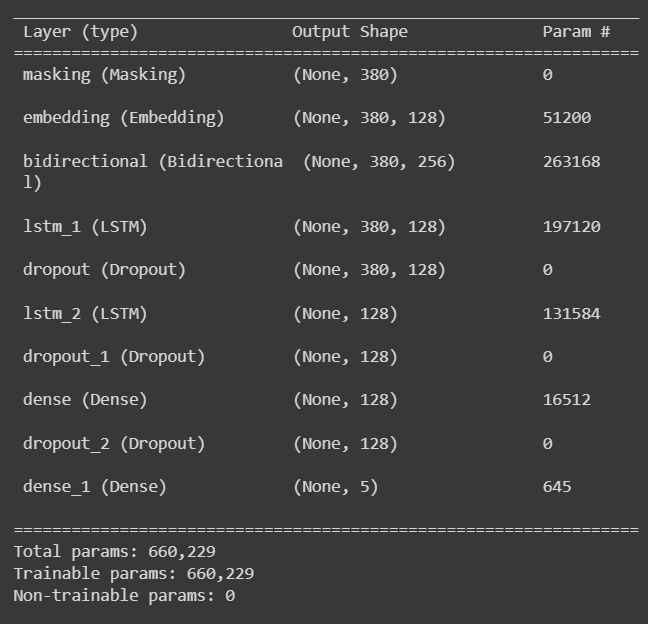 Layer (type) Output Shape Param #
masking (Masking) (None, 380) 0
embedding (Embedding) (None, 380, 128) 51200
bidirectional (Bidirectiona (None, 380, 256) 263168
l)
lstm_1 (LSTM) (None, 380, 128) 197120
dropout (Dropout) (None, 380, 128) 0
lstm_2 (LSTM) (None, 128) 131584
dropout_1 (Dropout) (None, 128) 0
dense (Dense) (None, 128) 16512
dropout_2 (Dropout) (None, 128) 0
dense_1 (Dense) (None, 5) 645
Total params: 660,229
Trainable params: 660,229
Non-trainable params: 0